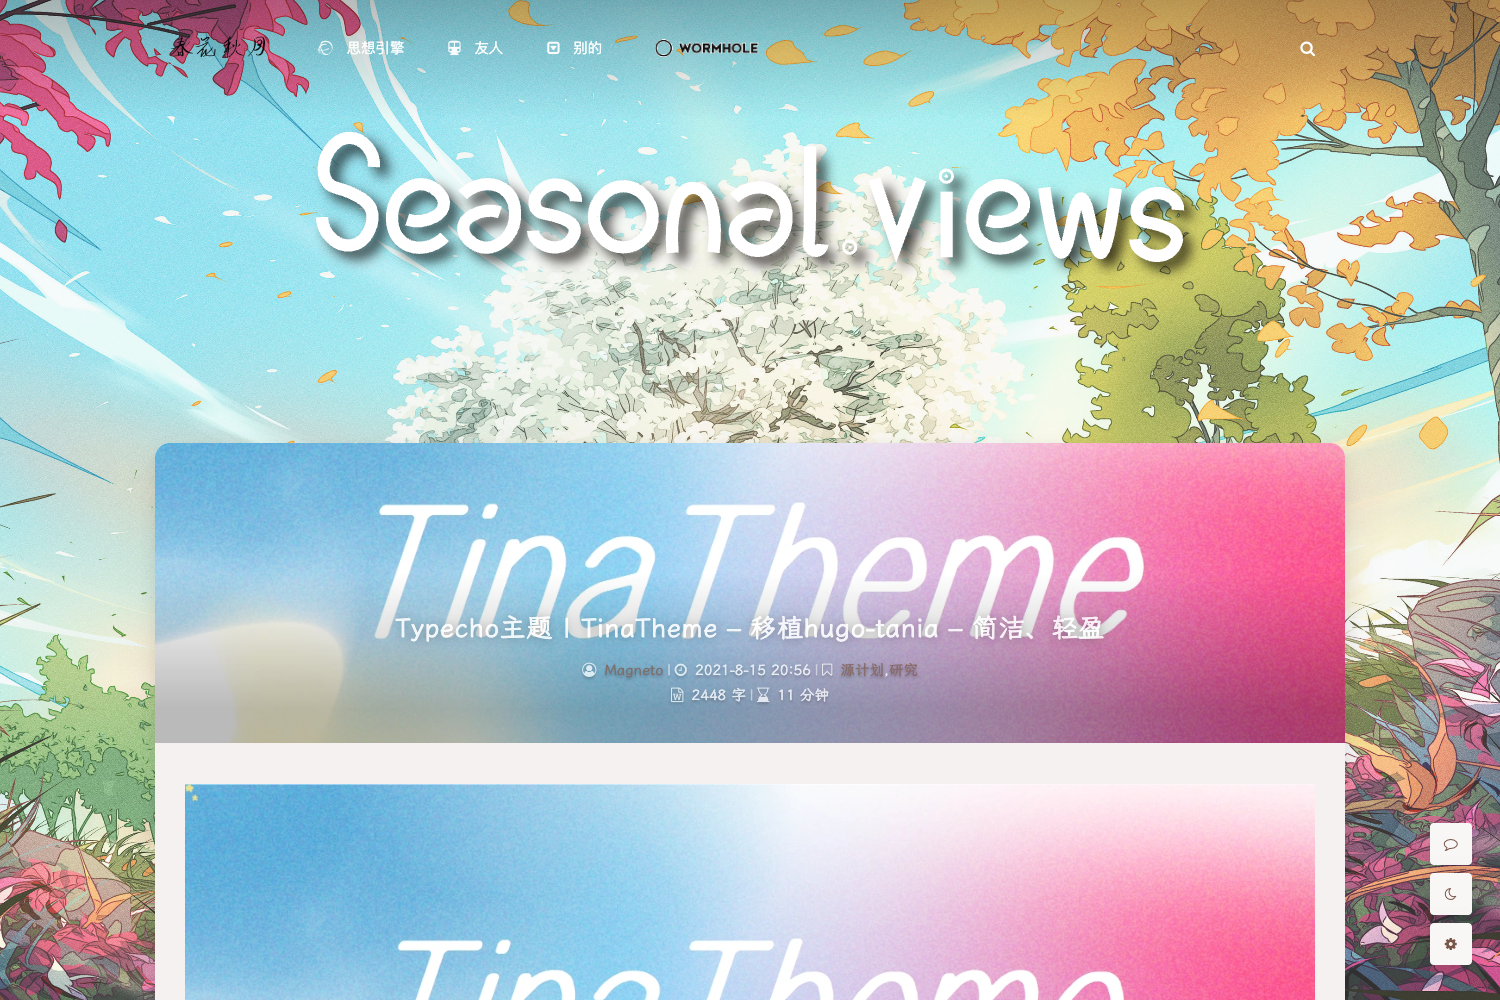 春花秋月 思想引擎 友人 别的 WORMHOLE
Seasonal.views
TinaTheme
Typecho主题 | TinaTheme – 移植hugo-tania – 简洁、轻盈
Magneto | 2021-8-15 20:56 | 源计划,研究
2448 字 | 11 分钟
TinaTheme